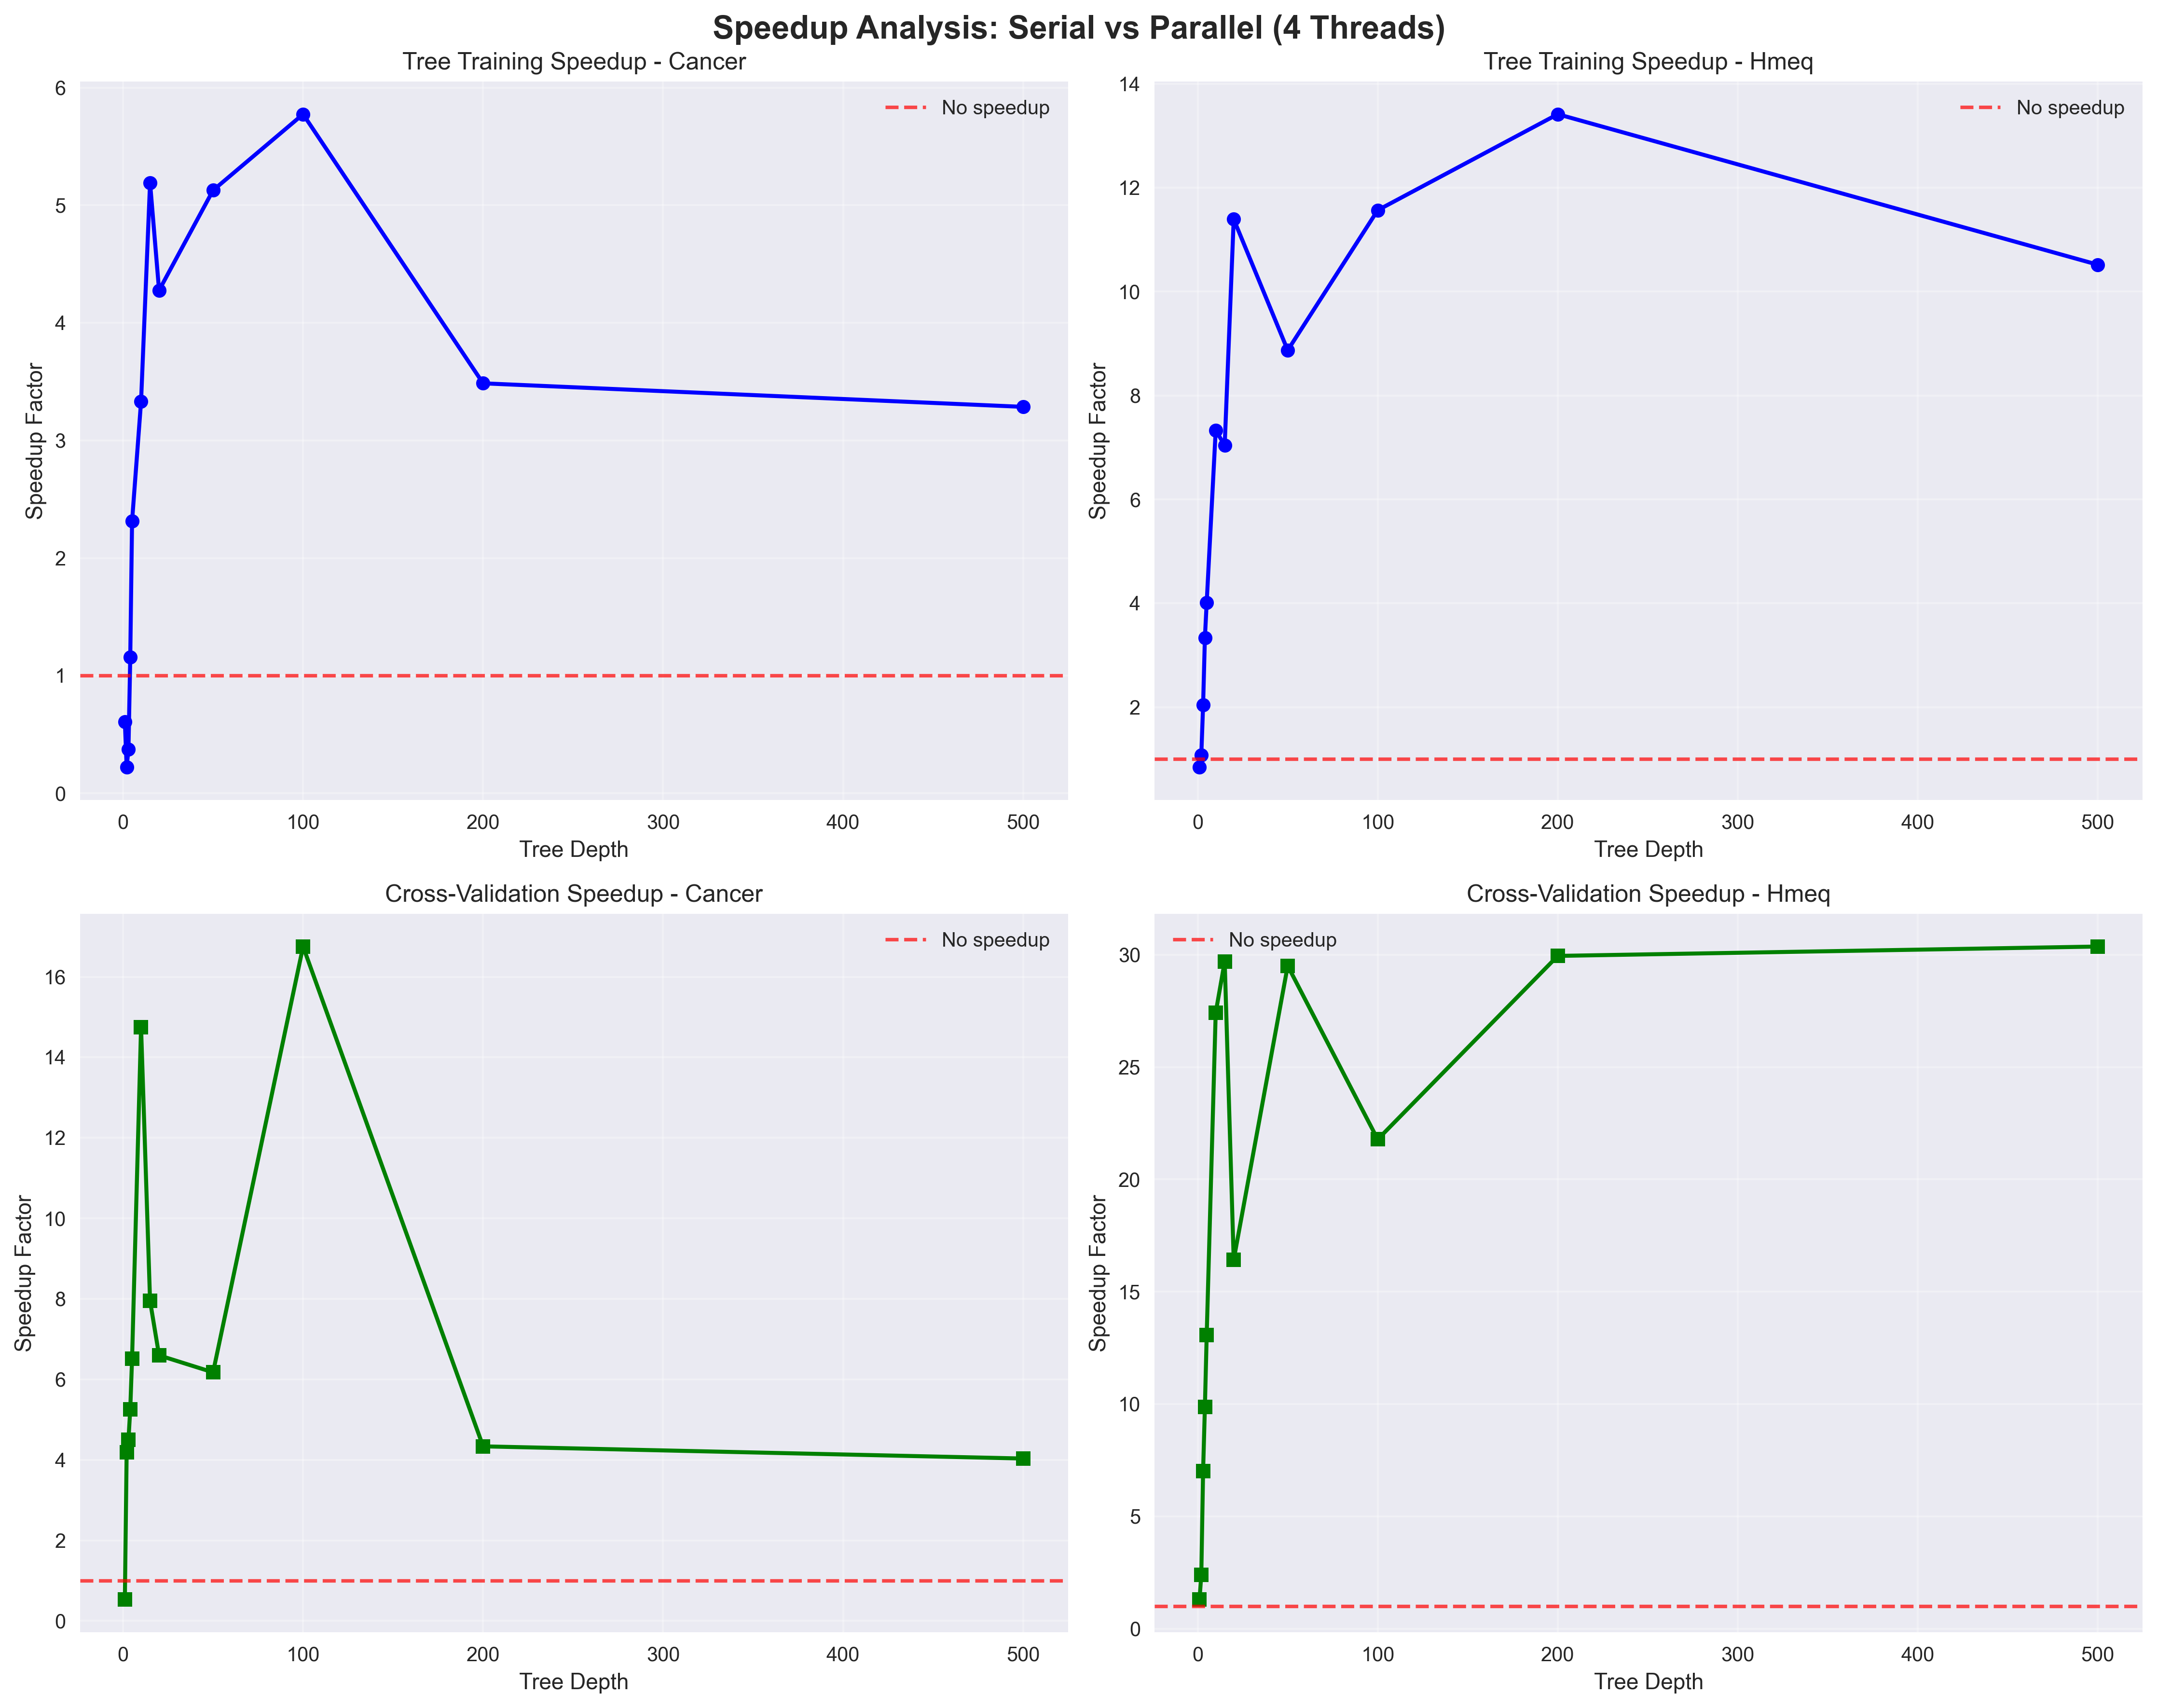 Speedup Analysis: Serial vs Parallel (4 Threads)
Tree Training Speedup - Cancer
6
5
4
3
2
1
0
Speedup Factor
No speedup
0 100 200 300 400 500
Tree Depth
Tree Training Speedup - Hmeq
14
12
10
8
6
4
2
Speedup Factor
No speedup
0 100 200 300 400 500
Tree Depth
Cross-Validation Speedup - Cancer
16
14
12
10
8
6
4
2
0
Speedup Factor
No speedup
0 100 200 300 400 500
Tree Depth
Cross-Validation Speedup - Hmeq
30
25
20
15
10
5
0
Speedup Factor
No speedup
0 100 200 300 400 500
Tree Depth